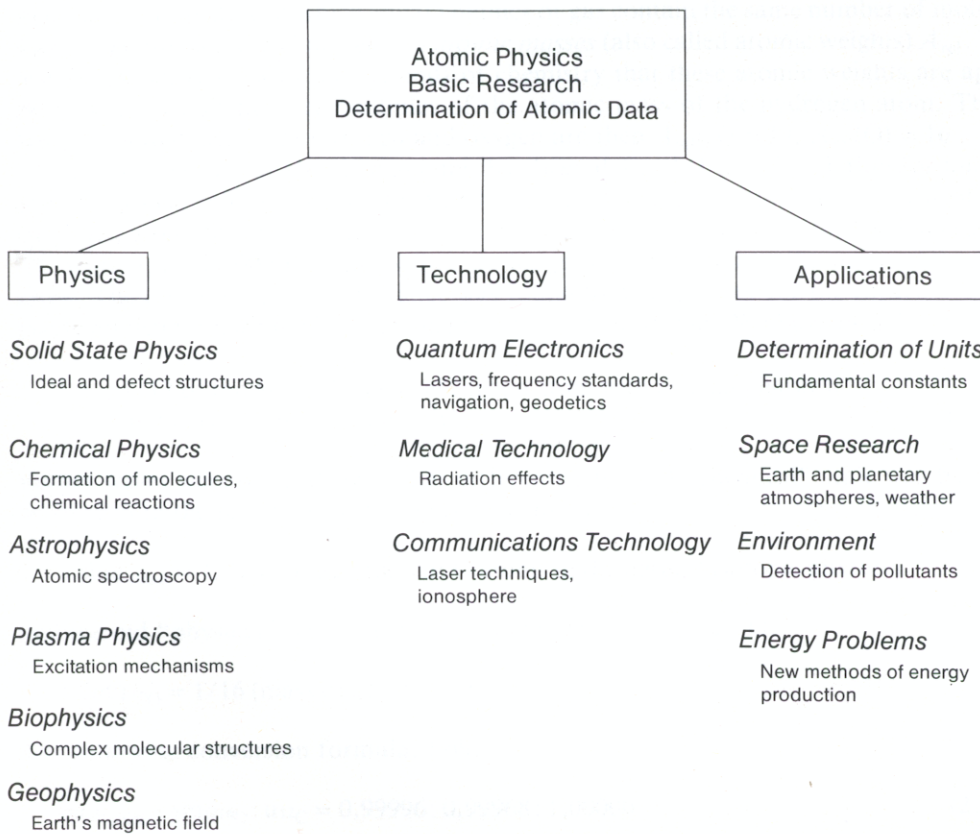 Atomic Physics
Basic Research
Determination of Atomic Data
Physics
Solid State Physics
Ideal and defect structures
Chemical Physics
Formation of molecules,
chemical reactions
Astrophysics
Atomic spectroscopy
Plasma Physics
Excitation mechanisms
Biophysics
Complex molecular structures
Geophysics
Earth's magnetic field
Technology
Quantum Electronics
Lasers, frequency standards,
navigation, geodetics
Medical Technology
Radiation effects
Communications Technology
Laser techniques,
ionosphere
Applications
Determination of Units
Fundamental constants
Space Research
Earth and planetary
atmospheres, weather
Environment
Detection of pollutants
Energy Problems
New methods of energy
production